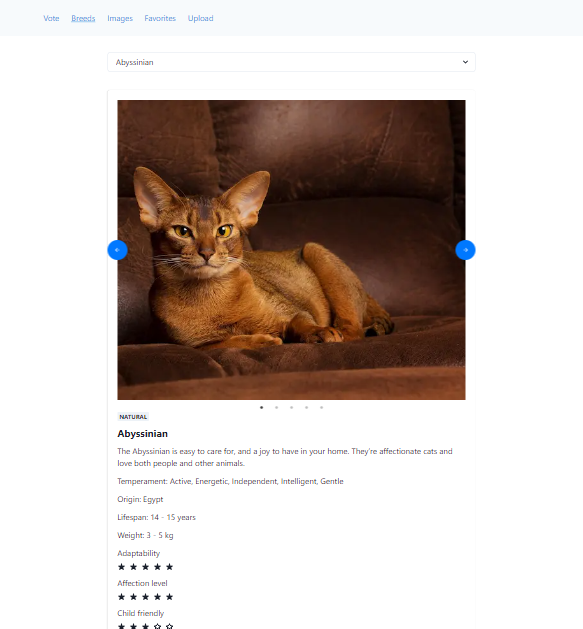 Vote Breeds Images Favorites Upload
Abyssinian
NATURAL
Abyssinian
The Abyssinian is easy to care for, and a joy to have in your home. They're affectionate cats and
love both people and other animals.
Temperament: Active, Energetic, Independent, Intelligent, Gentle
Origin: Egypt
Lifespan: 14 - 15 years
Weight: 3 - 5 kg
Adaptability
Affection level
Child friendly